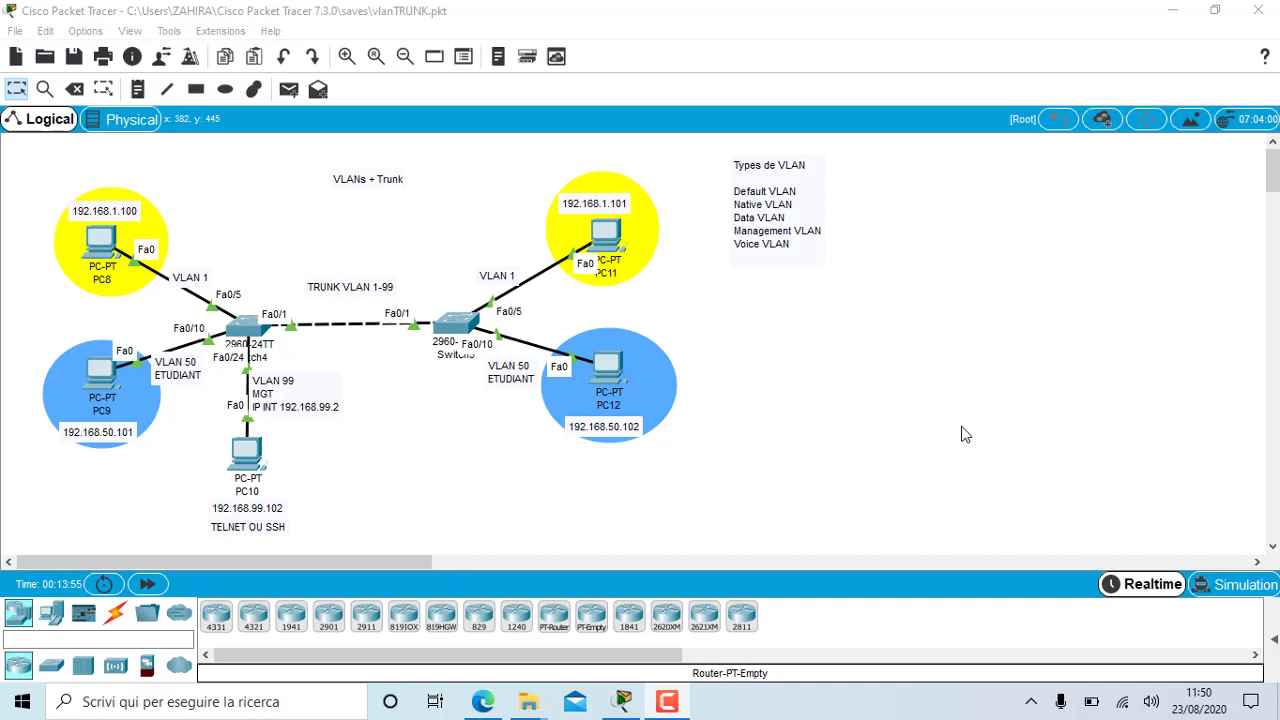 Cisco Packet Tracer - C:\Users\ZAHIRA\Cisco Packet Tracer 7.3.0\saves\vlanTRUNK.pkt
File Edit Options View Tools Extensions Help
Logical Physical x: 382, y: 445 [Root] 07:04:00
VLANs + Trunk
Types de VLAN
Default VLAN
Native VLAN
Data VLAN
Management VLAN
Voice VLAN
192.168.1.100
Fa0
PC-PT
PC8
VLAN 1
Fa0/5
192.168.1.101
Fa0
PC-PT
PC11
VLAN 1
Fa0/5
TRUNK VLAN 1-99
Fa0/1
Fa0/1
Fa0/10
2960-24TT
Fa0/24
2960-
Fa0/10
Fa0
VLAN 50
ETUDIANT
PC-PT
PC9
192.168.50.101
VLAN 99
MGT
IP INT 192.168.99.2
Fa0
PC-PT
PC10
192.168.99.102
TELNET OU SSH
VLAN 50
ETUDIANT
Fa0
PC-PT
PC12
192.168.50.102
Time: 00:13:55 Realtime Simulation
4331 4321 1941 2901 2911 819IOX 819HGW 829 1240 PT-Router PT-Empty 1841 2620XM 2621XM 2811
Router-PT-Empty
Scrivi qui per eseguire la ricerca
11:50
23/08/2020